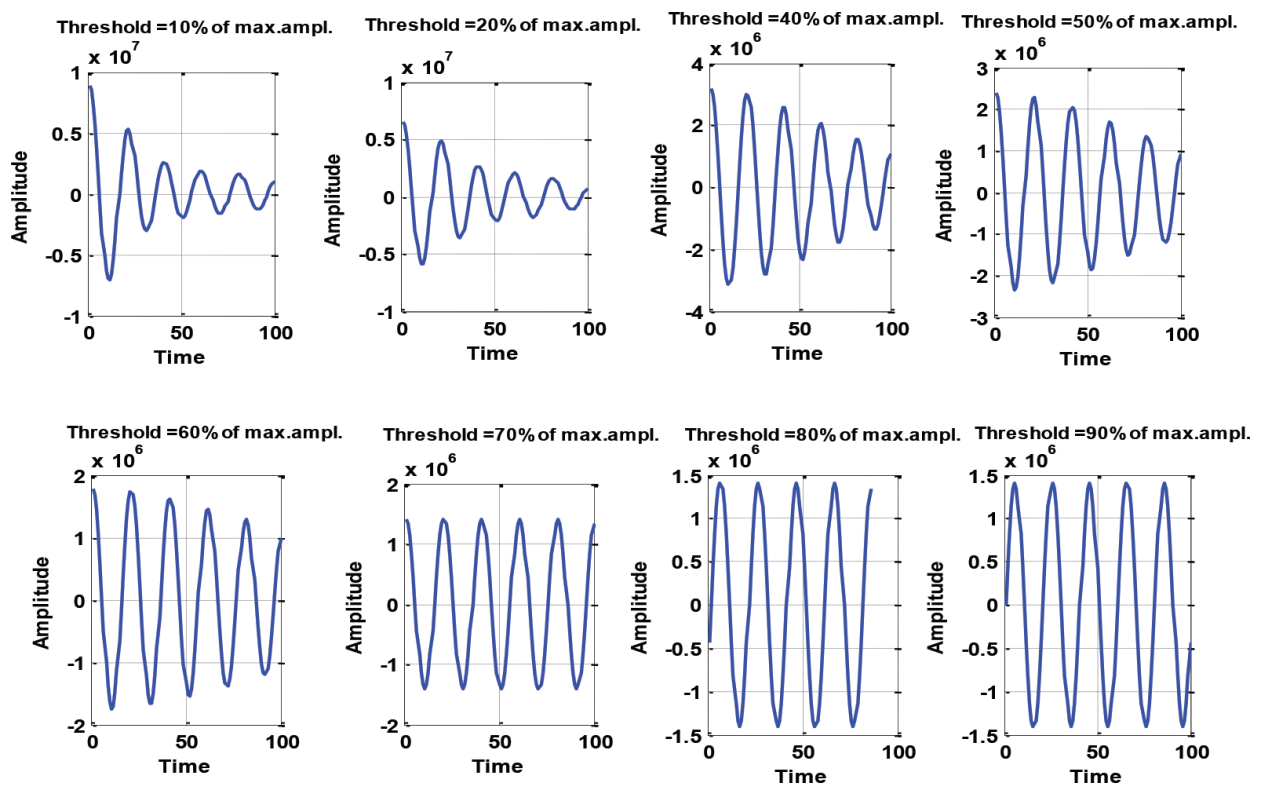 Threshold =10% of max.ampl.
x 10^7
1
0.5
0
-0.5
-1
0 50 100
Amplitude
Time
Threshold =20% of max.ampl.
x 10^7
1
0.5
0
-0.5
-1
0 50 100
Amplitude
Time
Threshold =40% of max.ampl.
x 10^6
4
2
0
-2
-4
0 50 100
Amplitude
Time
Threshold =50% of max.ampl.
x 10^6
3
2
1
0
-1
-2
-3
0 50 100
Amplitude
Time
Threshold =60% of max.ampl.
x 10^6
2
1
0
-1
-2
0 50 100
Amplitude
Time
Threshold =70% of max.ampl.
x 10^6
2
1
0
-1
-2
0 50 100
Amplitude
Time
Threshold =80% of max.ampl.
x 10^6
1.5
1
0.5
0
-0.5
-1
-1.5
0 50 100
Amplitude
Time
Threshold =90% of max.ampl.
x 10^6
1.5
1
0.5
0
-0.5
-1
-1.5
0 50 100
Amplitude
Time